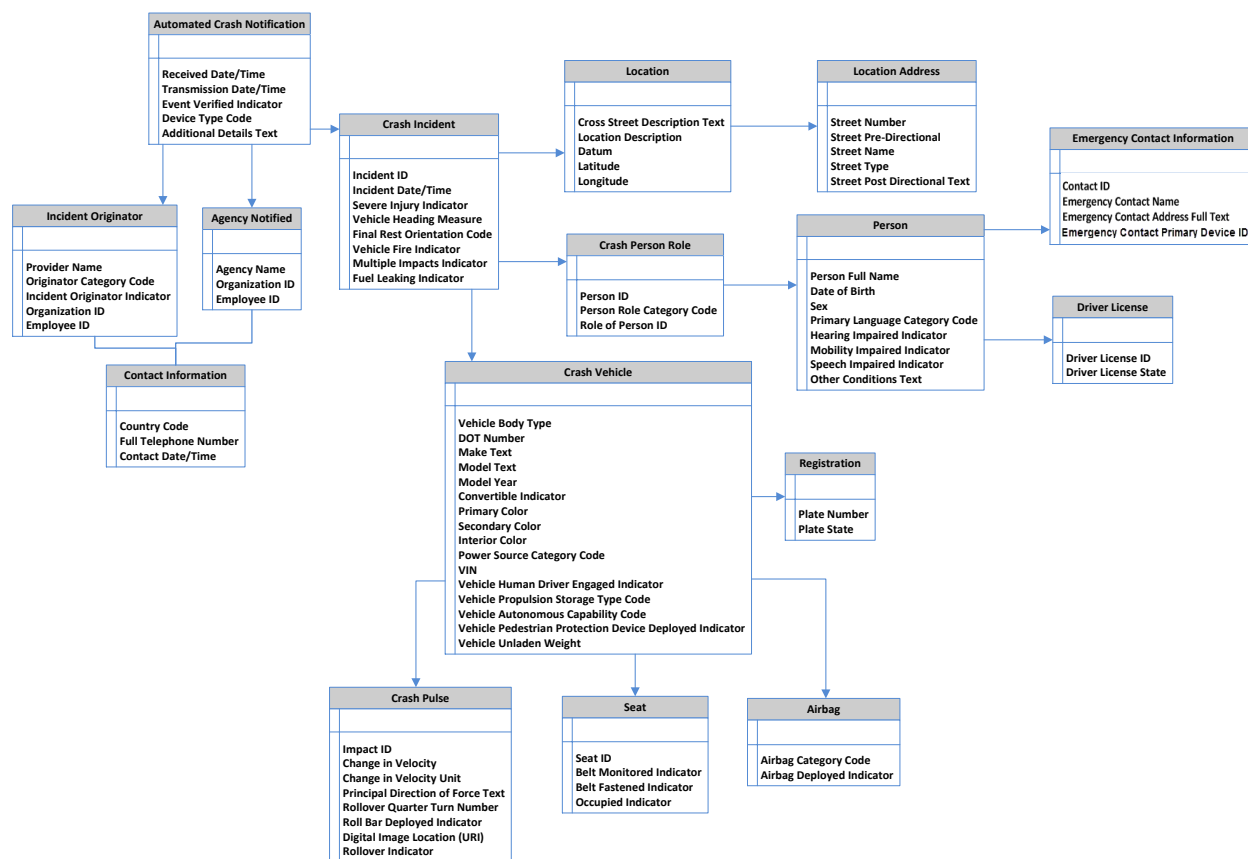 Automated Crash Notification
Received Date/Time
Transmission Date/Time
Event Verified Indicator
Device Type Code
Additional Details Text
Crash Incident
Incident ID
Incident Date/Time
Severe Injury Indicator
Vehicle Heading Measure
Final Rest Orientation Code
Vehicle Fire Indicator
Multiple Impacts Indicator
Fuel Leaking Indicator
Location
Cross Street Description Text
Location Description
Datum
Latitude
Longitude
Location Address
Street Number
Street Pre-Directional
Street Name
Street Type
Street Post Directional Text
Emergency Contact Information
Contact ID
Emergency Contact Name
Emergency Contact Address Full Text
Emergency Contact Primary Device ID
Incident Originator
Provider Name
Originator Category Code
Incident Originator Indicator
Organization ID
Employee ID
Agency Notified
Agency Name
Organization ID
Employee ID
Crash Person Role
Person ID
Person Role Category Code
Role of Person ID
Person
Person Full Name
Date of Birth
Sex
Primary Language Category Code
Hearing Impaired Indicator
Mobility Impaired Indicator
Speech Impaired Indicator
Other Conditions Text
Driver License
Driver License ID
Driver License State
Contact Information
Country Code
Full Telephone Number
Contact Date/Time
Crash Vehicle
Vehicle Body Type
DOT Number
Make Text
Model Text
Model Year
Convertible Indicator
Primary Color
Secondary Color
Interior Color
Power Source Category Code
VIN
Vehicle Human Driver Engaged Indicator
Vehicle Propulsion Storage Type Code
Vehicle Autonomous Capability Code
Vehicle Pedestrian Protection Device Deployed Indicator
Vehicle Unladen Weight
Registration
Plate Number
Plate State
Crash Pulse
Impact ID
Change in Velocity
Change in Velocity Unit
Principal Direction of Force Text
Rollover Quarter Turn Number
Roll Bar Deployed Indicator
Digital Image Location (URI)
Rollover Indicator
Seat
Seat ID
Belt Monitored Indicator
Belt Fastened Indicator
Occupied Indicator
Airbag
Airbag Category Code
Airbag Deployed Indicator